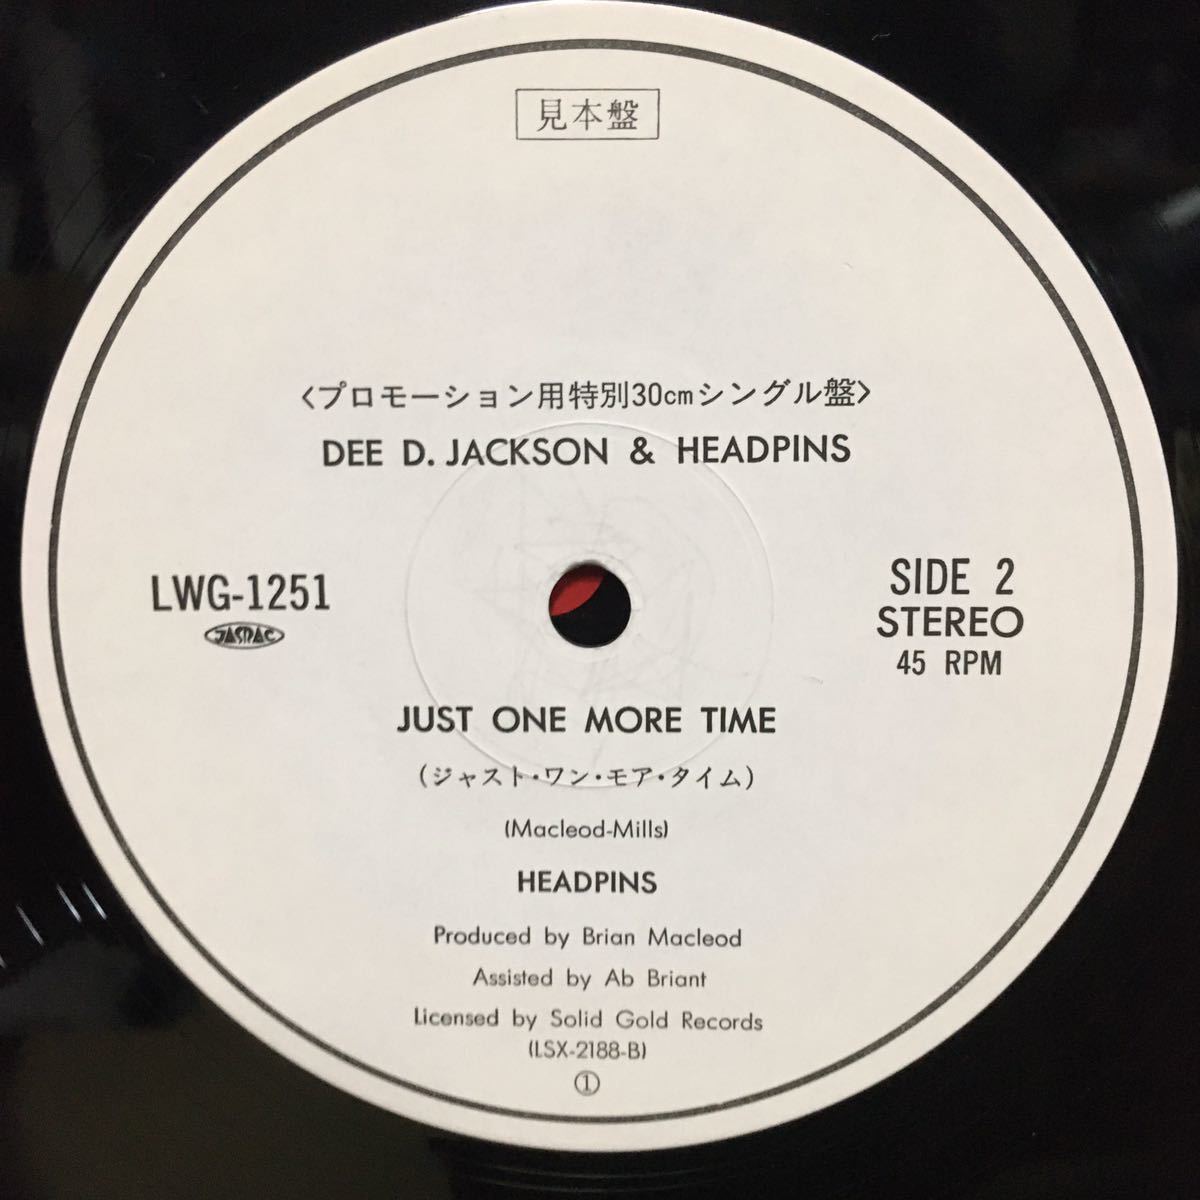 見本盤
〈プロモーション用特別30cmシングル盤〉
DEE D. JACKSON & HEADPINS
LWG-1251
JASRAC
SIDE 2
STEREO
45 RPM
JUST ONE MORE TIME
(ジャスト・ワン・モア・タイム)
(Macleod-Mills)
HEADPINS
Produced by Brian Macleod
Assisted by Ab Briant
Licensed by Solid Gold Records
(LSX-2188-B)
①